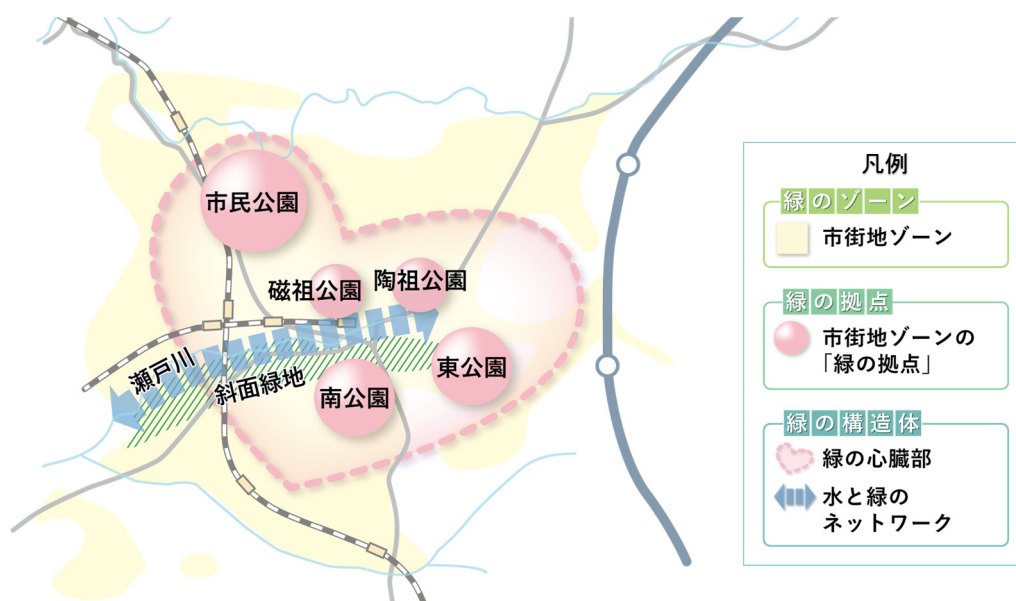 市民公園
磁祖公園
陶祖公園
瀬戸川
斜面緑地
南公園
東公園
凡例
緑のゾーン
市街地ゾーン
緑の拠点
市街地ゾーンの
「緑の拠点」
緑の構造体
緑の心臓部
水と緑の
ネットワーク